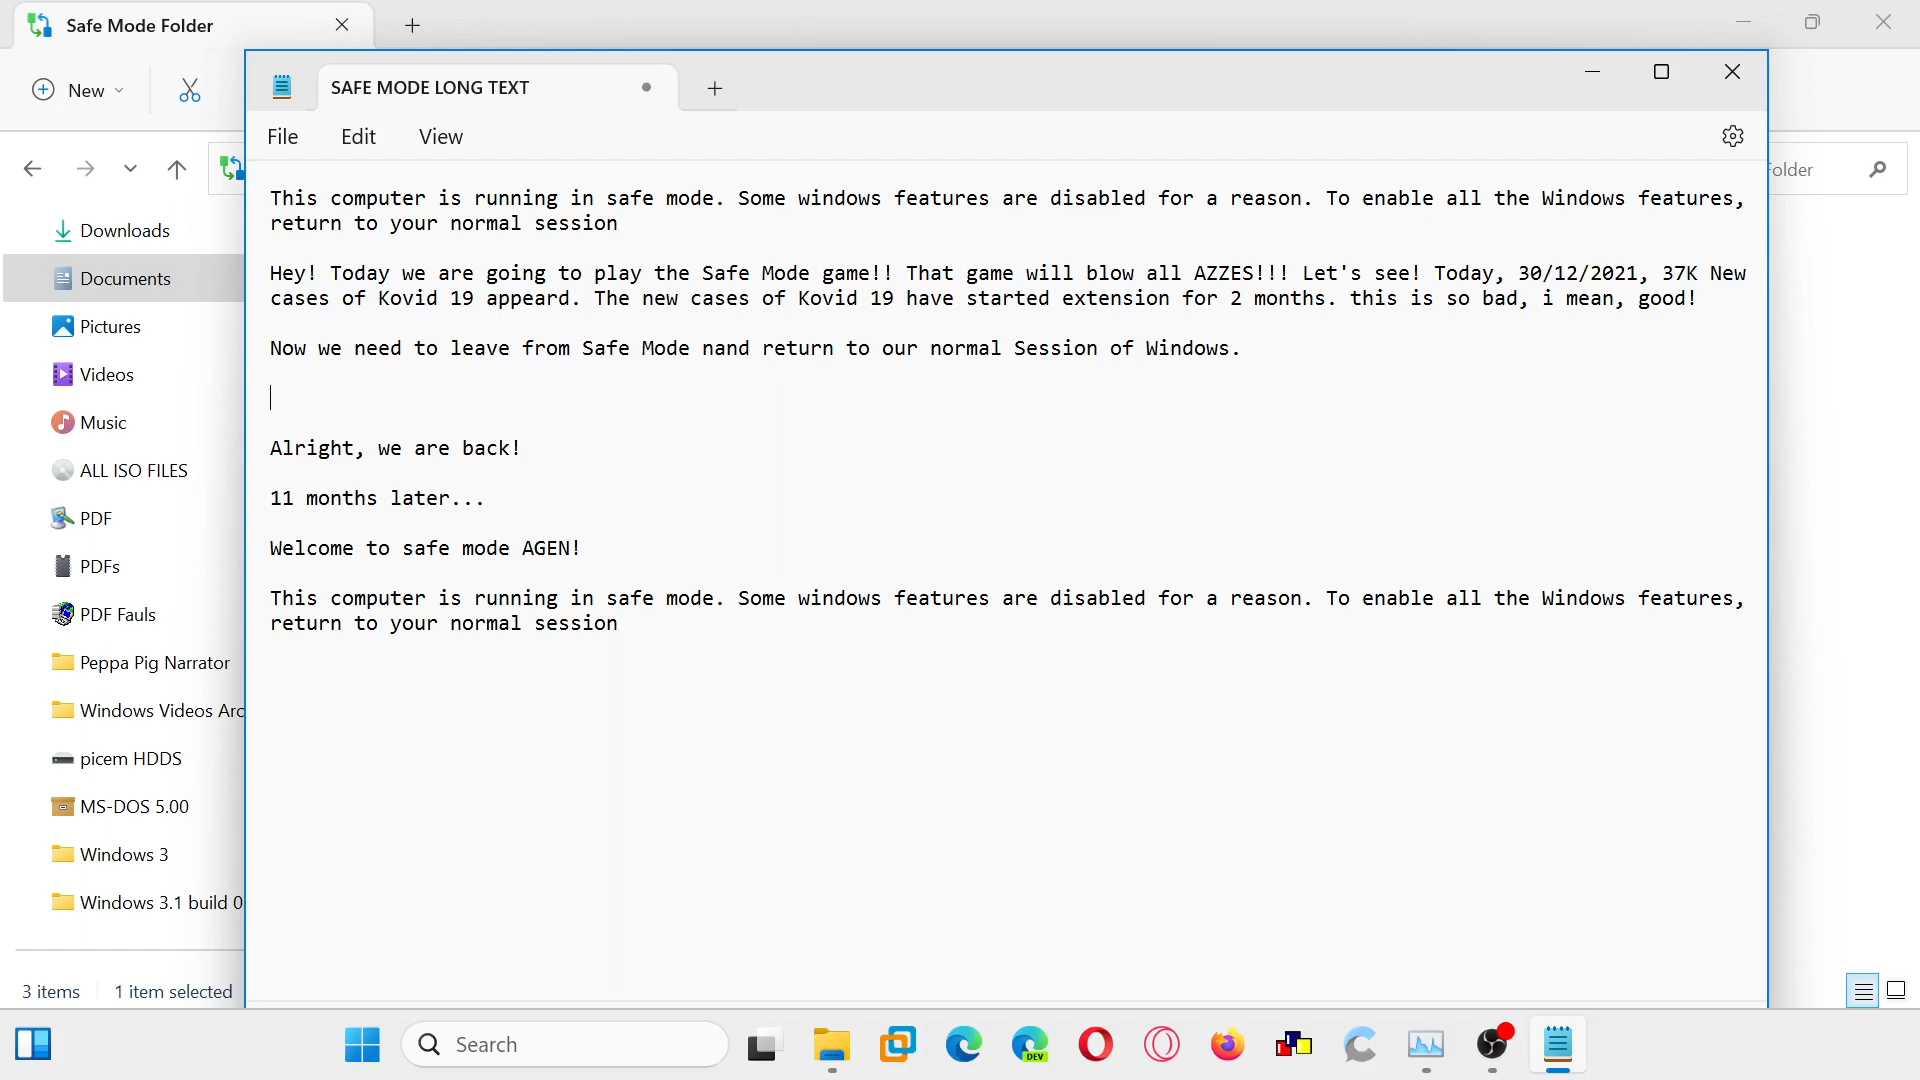 Safe Mode Folder
New
SAFE MODE LONG TEXT
File Edit View
older
This computer is running in safe mode. Some windows features are disabled for a reason. To enable all the Windows features,
return to your normal session
Hey! Today we are going to play the Safe Mode game!! That game will blow all AZZES!!! Let's see! Today, 30/12/2021, 37K New
cases of Kovid 19 appeard. The new cases of Kovid 19 have started extension for 2 months. this is so bad, i mean, good!
Now we need to leave from Safe Mode nand return to our normal Session of Windows.
Alright, we are back!
11 months later...
Welcome to safe mode AGEN!
This computer is running in safe mode. Some windows features are disabled for a reason. To enable all the Windows features,
return to your normal session
Downloads
Documents
Pictures
Videos
Music
ALL ISO FILES
PDF
PDFs
PDF Fauls
Peppa Pig Narrator
Windows Videos Arc
picem HDDS
MS-DOS 5.00
Windows 3
Windows 3.1 build 0
3 items 1 item selected
Search
DEV